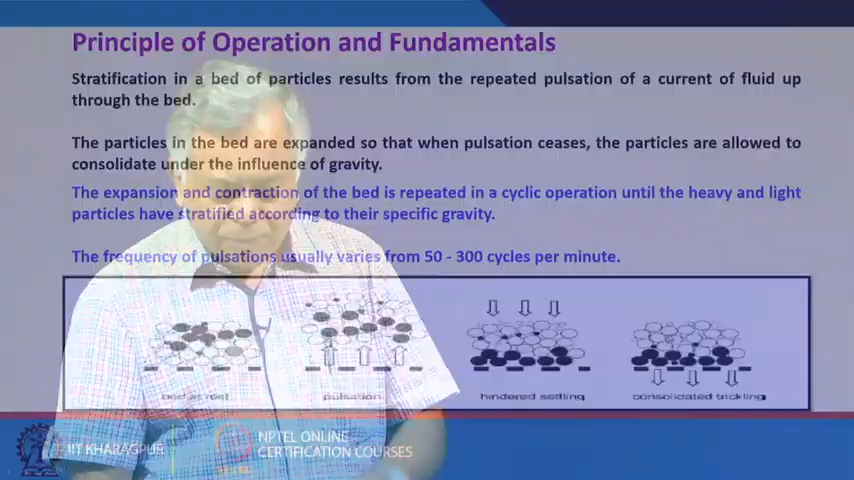 Principle of Operation and Fundamentals
Stratification in a bed of particles results from the repeated pulsation of a current of fluid up
through the bed.
The particles in the bed are expanded so that when pulsation ceases, the particles are allowed to
consolidate under the influence of gravity.
The expansion and contraction of the bed is repeated in a cyclic operation until the heavy and light
particles have stratified according to their specific gravity.
The frequency of pulsations usually varies from 50 - 300 cycles per minute.
bed at rest
pulsation
hindered settling
consolidated trickling
IIT KHARAGPUR
NPTEL ONLINE
CERTIFICATION COURSES